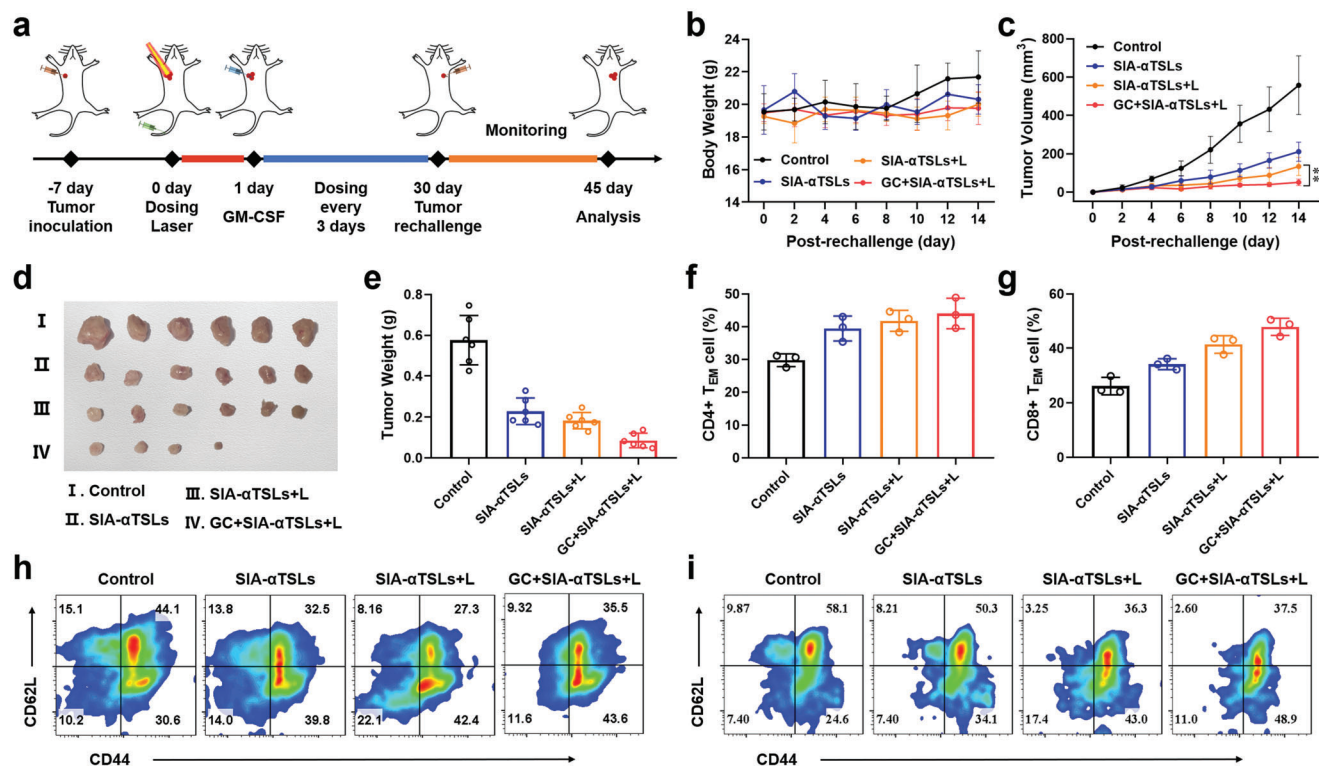 a
Monitoring
-7 day
Tumor
inoculation
0 day
Dosing
Laser
1 day
GM-CSF
Dosing
every
3 days
30 day
Tumor
rechallenge
45 day
Analysis
b
Body Weight (g)
24
22
20
18
16
14
Control
SIA-αTSLs
SIA-αTSLs+L
GC+SIA-αTSLs+L
0 2 4 6 8 10 12 14
Post-rechallenge (day)
c
Tumor Volume (mm³)
800
600
400
200
0
Control
SIA-αTSLs
SIA-αTSLs+L
GC+SIA-αTSLs+L
**
0 2 4 6 8 10 12 14
Post-rechallenge (day)
d
I
II
III
IV
I. Control
III. SIA-αTSLs+L
II. SIA-αTSLs
IV. GC+SIA-αTSLs+L
e
Tumor Weight (g)
0.8
0.6
0.4
0.2
0.0
Control
SIA-αTSLs
SIA-αTSLs+L
GC+SIA-αTSLs+L
f
CD4+ TEM cell (%)
50
40
30
20
10
0
Control
SIA-αTSLs
SIA-αTSLs+L
GC+SIA-αTSLs+L
g
CD8+ TEM cell (%)
60
40
20
0
Control
SIA-αTSLs
SIA-αTSLs+L
GC+SIA-αTSLs+L
h
Control
SIA-αTSLs
SIA-αTSLs+L
GC+SIA-αTSLs+L
CD62L
15.1 44.1
10.2 30.6
13.8 32.5
14.0 39.8
8.16 27.3
22.1 42.4
9.32 35.5
11.6 43.6
CD44
i
Control
SIA-αTSLs
SIA-αTSLs+L
GC+SIA-αTSLs+L
CD62L
9.87 58.1
7.40 24.6
8.21 50.3
7.40 34.1
3.25 36.3
17.4 43.0
2.60 37.5
11.0 48.9
CD44